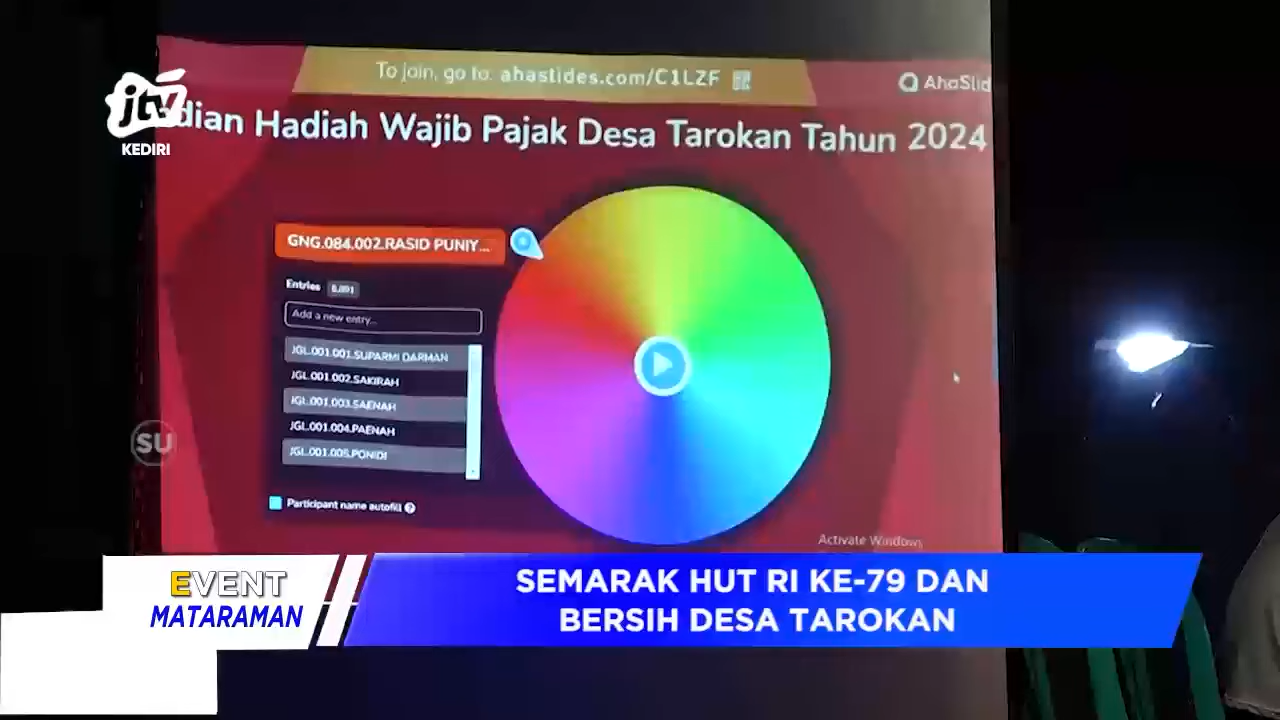 To join, go to: ahaslides.com/C1LZF
AhaSlid
jtv
KEDIRI
dian Hadiah Wajib Pajak Desa Tarokan Tahun 2024
GNG.084.002.RASID PUNIY...
Entries
Add a new entry...
JGL.001.001.SUPARMI DARMAN
JGL.001.002.SAKIRAH
JGL.001.003.SAENAH
JGL.001.004.PAENAH
JGL.001.005.PONIDI
SU
Participant name autofill
Activate Windows
EVENT
MATARAMAN
SEMARAK HUT RI KE-79 DAN
BERSIH DESA TAROKAN